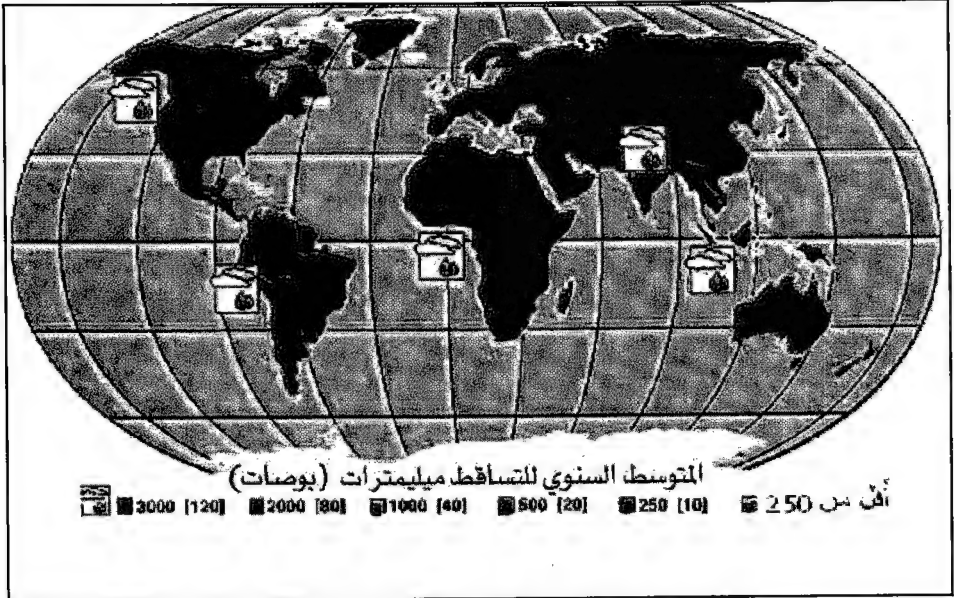 المتوسط السنوي للتساقط ميليمترات (بوصات)
3000 [120] 2000 [80] 1000 [40] 500 [20] 250 [10] أقل من 250